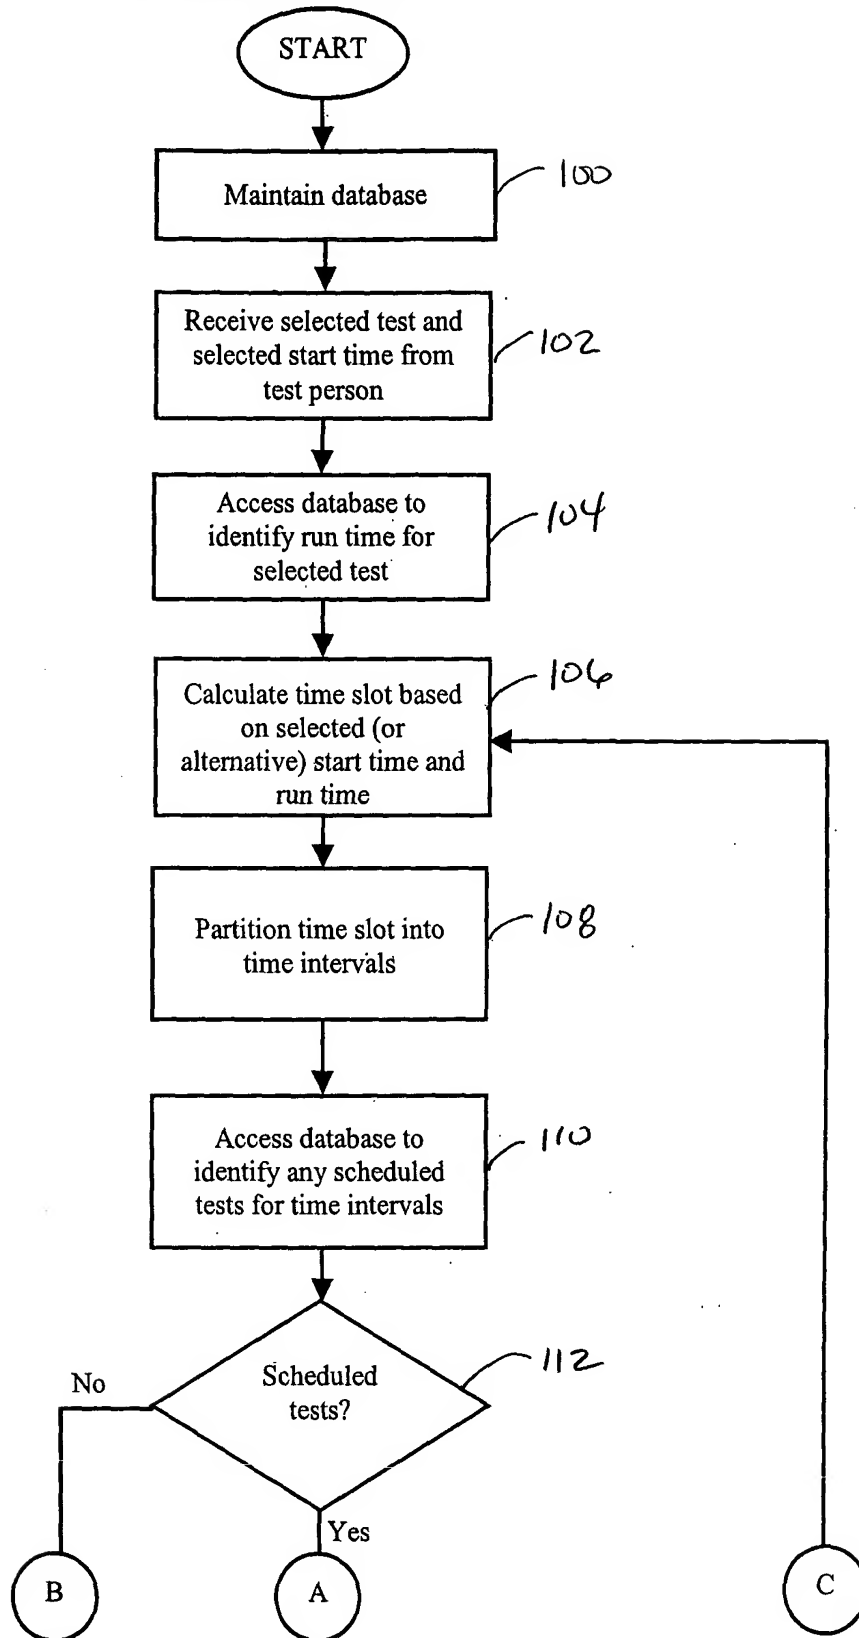 START
Maintain database
100
Receive selected test and
selected start time from
test person
102
Access database to
identify run time for
selected test
104
Calculate time slot based
on selected (or
alternative) start time and
run time
106
Partition time slot into
time intervals
108
Access database to
identify any scheduled
tests for time intervals
110
Scheduled
tests?
112
No
Yes
B
A
C